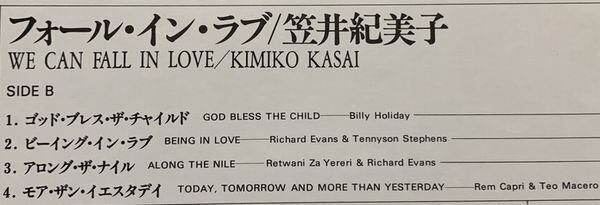 フォール・イン・ラブ/笠井紀美子
WE CAN FALL IN LOVE/KIMIKO KASAI
SIDE B
1. ゴッド・ブレス・ザ・チャイルド GOD BLESS THE CHILD——Billy Holiday
2. ビーイング・イン・ラブ BEING IN LOVE——Richard Evans & Tennyson Stephens
3. アロング・ザ・ナイル ALONG THE NILE——Retwani Za Yereri & Richard Evans
4. モア・ザン・イエスタデイ TODAY, TOMORROW AND MORE THAN YESTERDAY——Rem Capri & Teo Macero